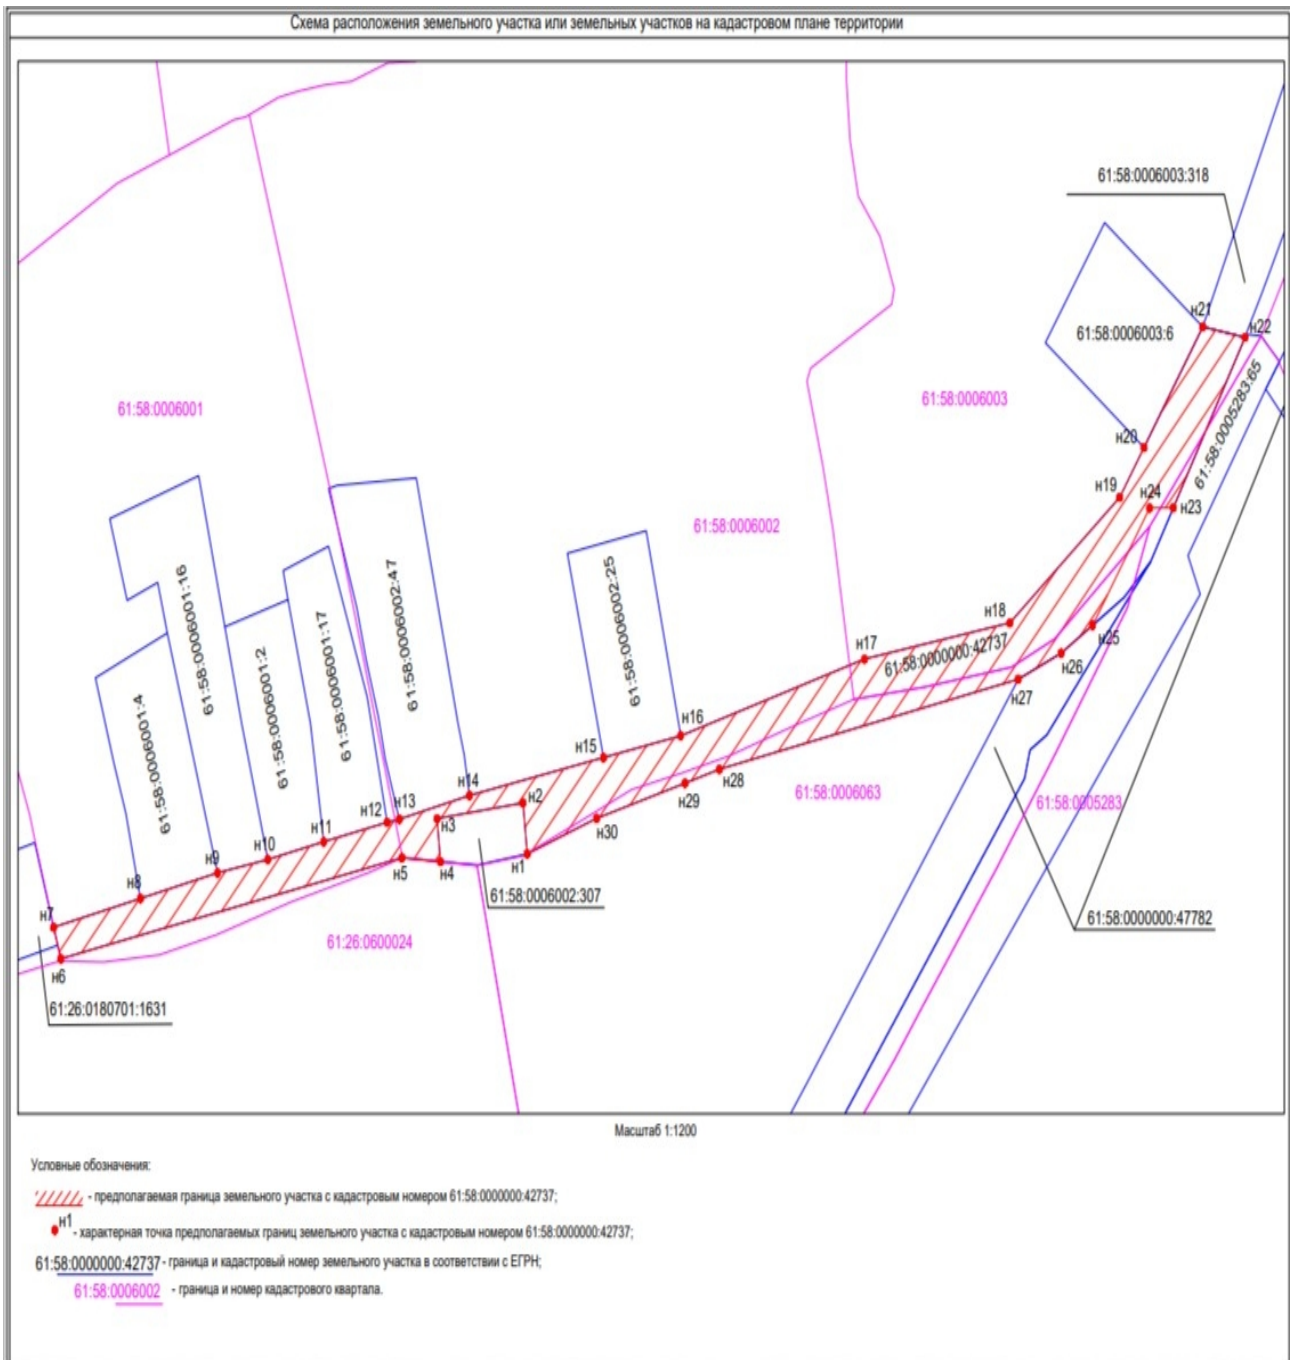 Схема расположения земельного участка или земельных участков на кадастровом плане территории
61:58:0006003:318
н21
н22
61:58:0006003:6
61:58:0005283:65
61:58:0006001
61:58:0006003
н20
н19
н24
н23
61:58:0006002
61:58:0006001:16
61:58:0006002:47
61:58:0006002:25
61:58:0006001:17
61:58:0006001:2
61:58:0006001:4
н18
н25
н17
61:58:0000000:42737
н26
н27
н16
н15
н28
н14
н2
н29
61:58:0006063
61:58:0005283
н13
н12
н3
н30
н11
н10
н9
н5
н4
н1
н8
61:58:0006002:307
н7
61:58:0000000:47782
61:26:0600024
н6
61:26:0180701:1631
Масштаб 1:1200
Условные обозначения:
- предполагаемая граница земельного участка с кадастровым номером 61:58:0000000:42737;
н1 - характерная точка предполагаемых границ земельного участка с кадастровым номером 61:58:0000000:42737;
61:58:0000000:42737 - граница и кадастровый номер земельного участка в соответствии с ЕГРН;
61:58:0006002 - граница и номер кадастрового квартала.